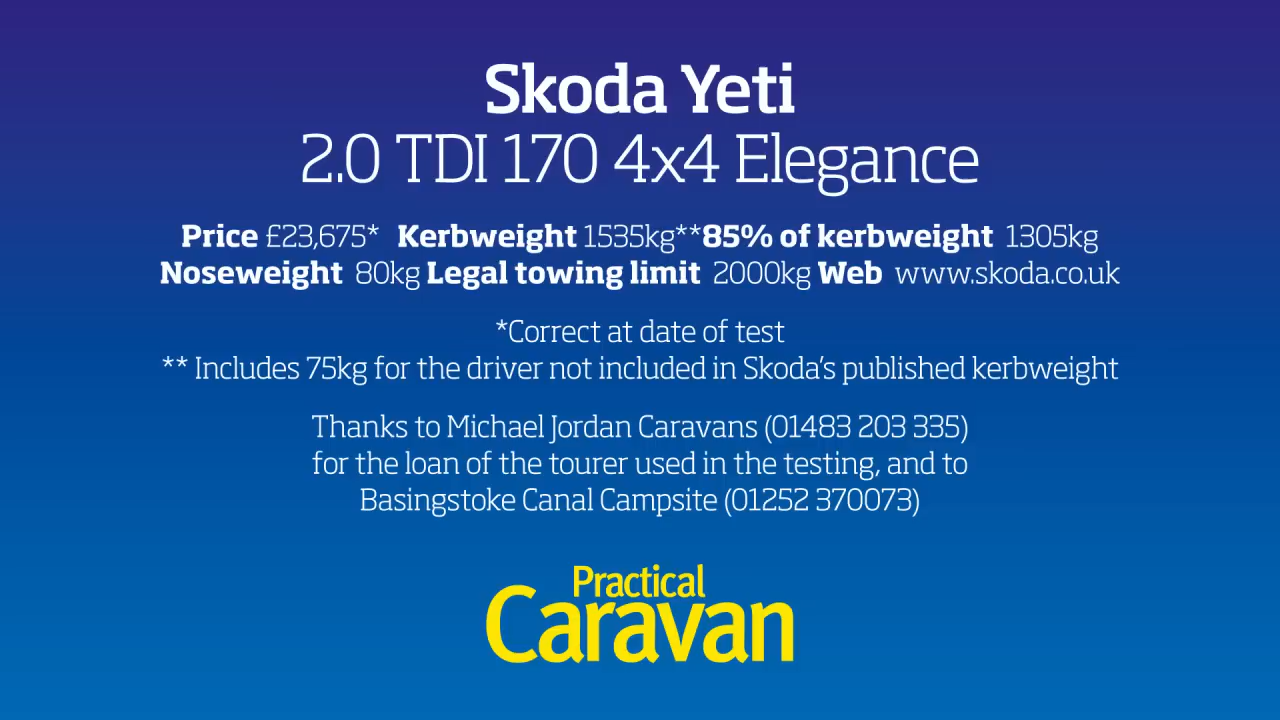 Skoda Yeti
2.0 TDI 170 4x4 Elegance
Price £23,675* Kerbweight 1535kg**85% of kerbweight 1305kg
Noseweight 80kg Legal towing limit 2000kg Web www.skoda.co.uk
*Correct at date of test
** Includes 75kg for the driver not included in Skoda's published kerbweight
Thanks to Michael Jordan Caravans (01483 203 335)
for the loan of the tourer used in the testing, and to
Basingstoke Canal Campsite (01252 370073)
Practical
Caravan